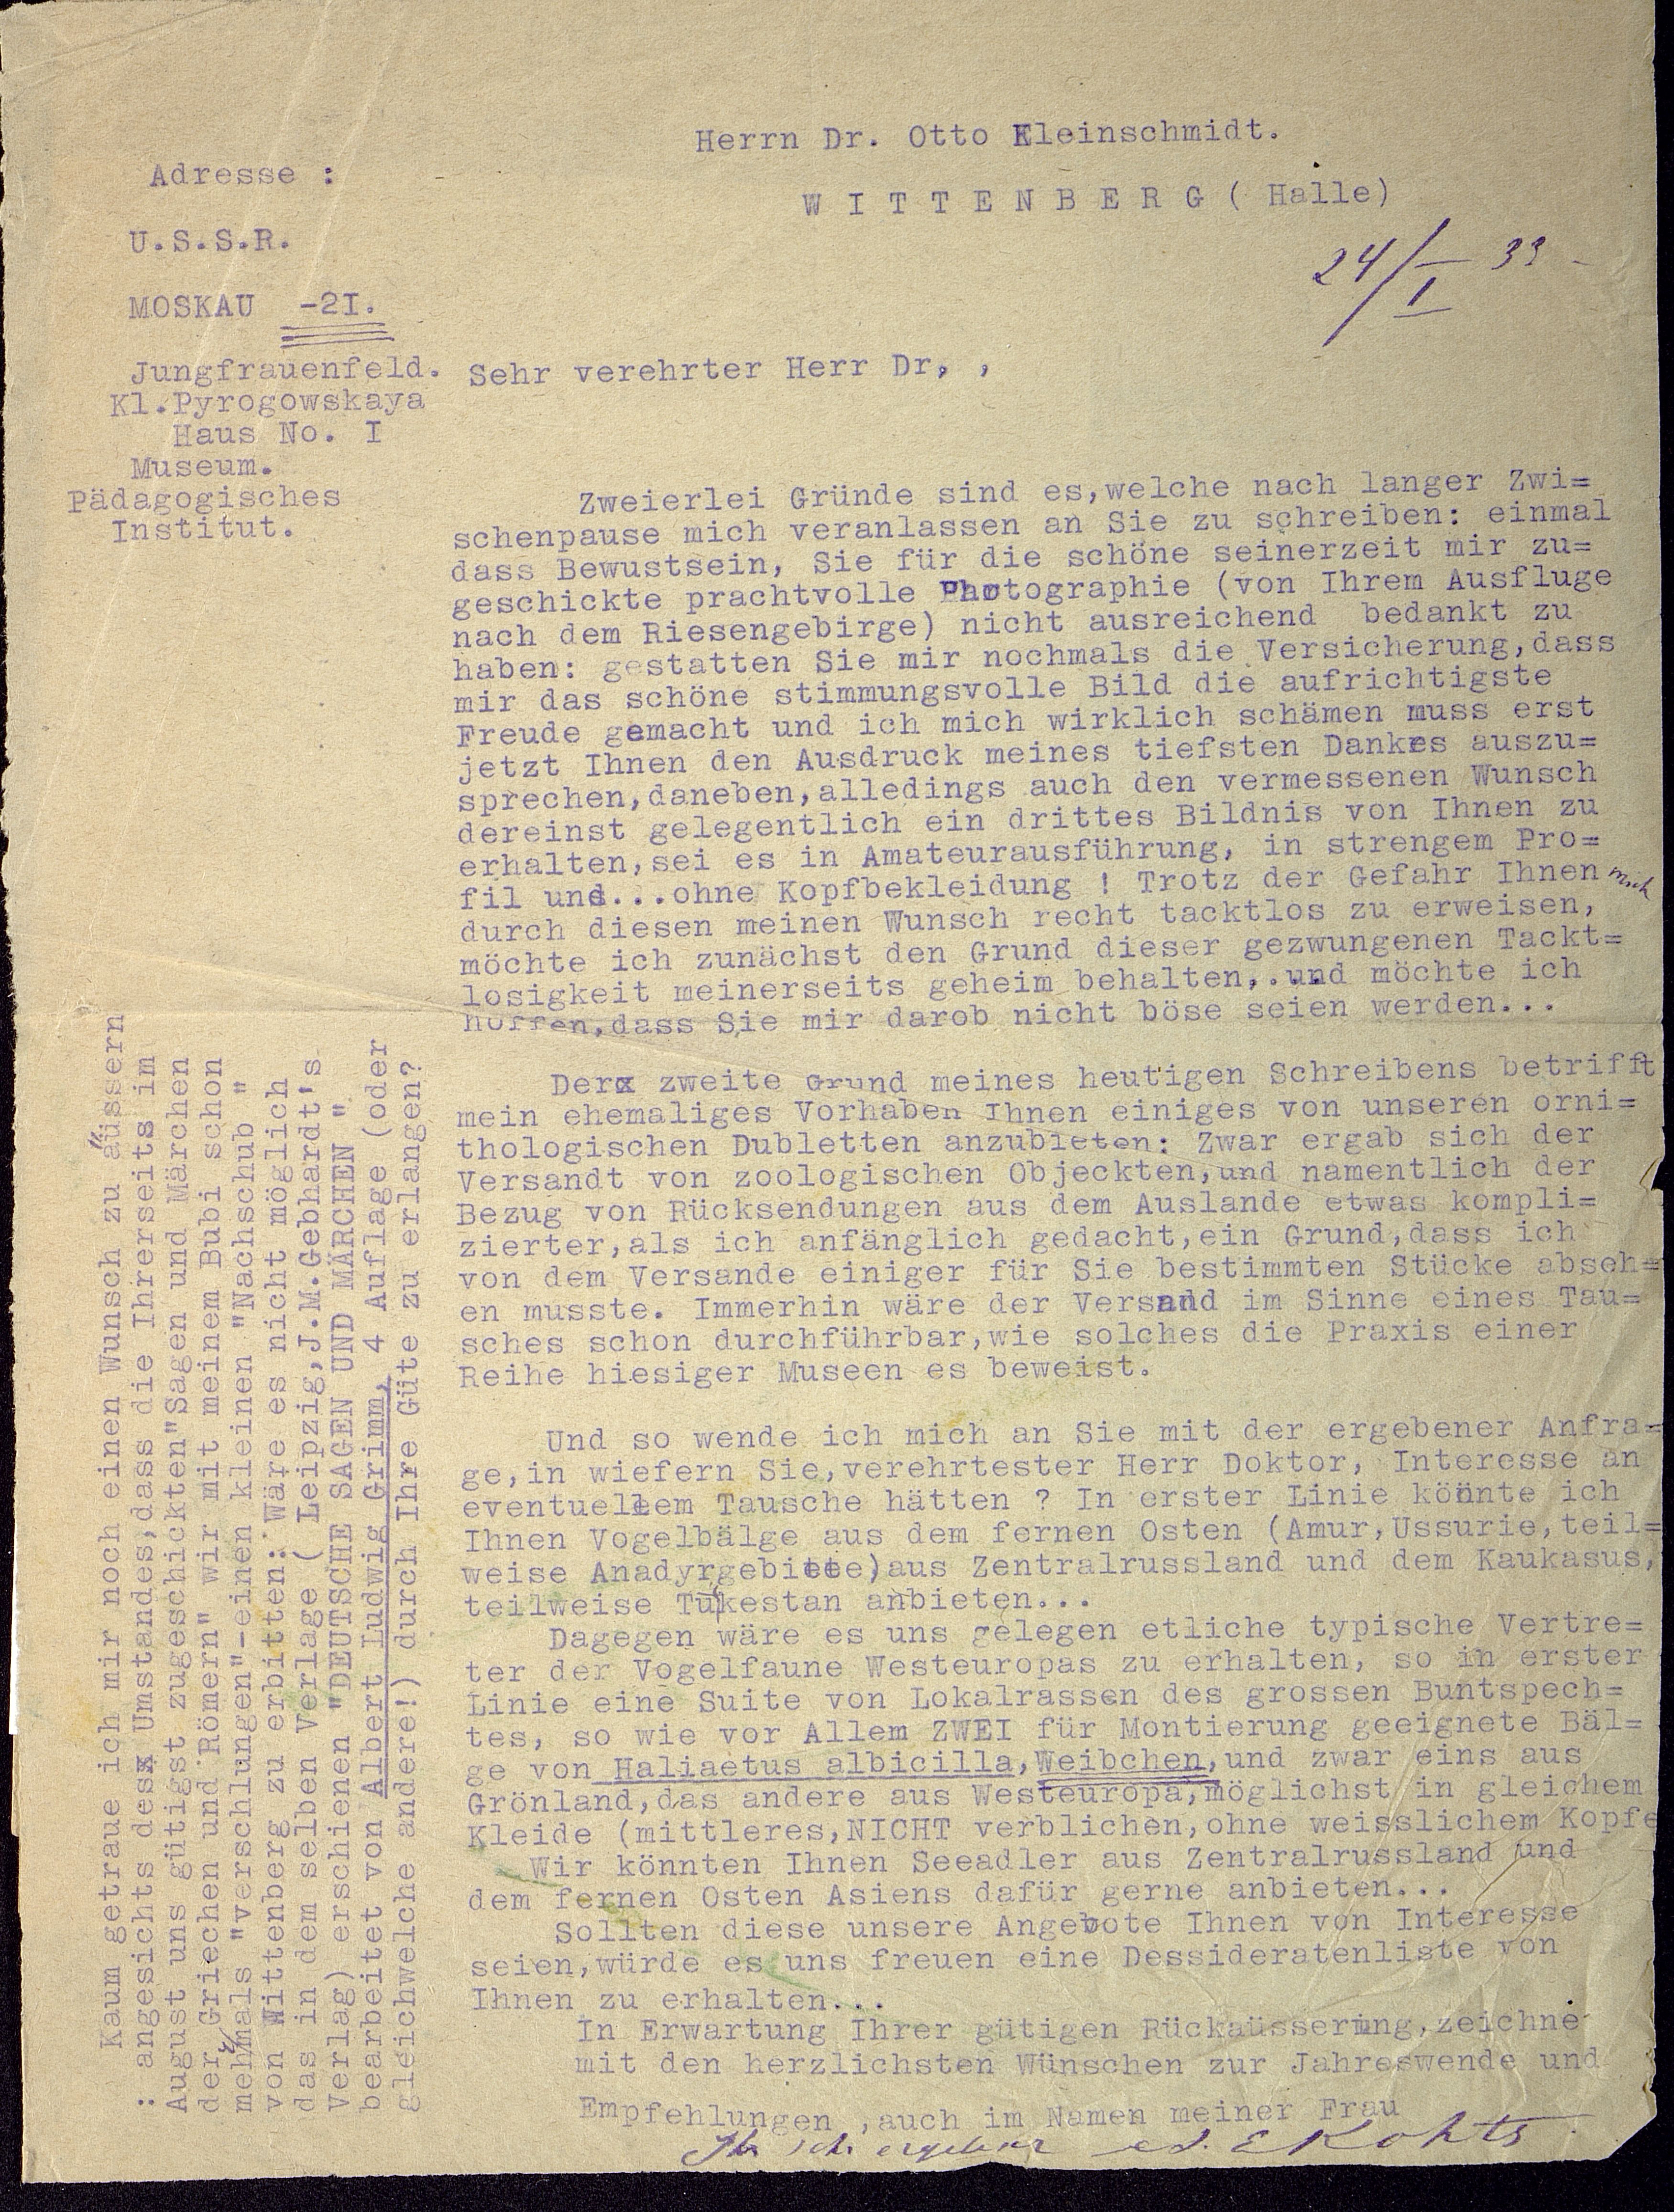 Herrn Dr. Otto Kleinschmidt.
W I T T E N B E R G ( Halle)
24/I 33 -
Adresse :
U.S.S.R.
MOSKAU -2I.
Jungfrauenfeld.
Kl.Pyrogowskaya
Haus No. I
Museum.
Pädagogisches
Institut.
Sehr verehrter Herr Dr, ,
Zweierlei Gründe sind es,welche nach langer Zwi=
schenpause mich veranlassen an Sie zu schreiben: einmal
dass Bewustsein, Sie für die schöne seinerzeit mir zu=
geschickte prachtvolle Photographie (von Ihrem Ausfluge
nach dem Riesengebirge) nicht ausreichend bedankt zu
haben: gestatten Sie mir nochmals die Versicherung,dass
mir das schöne stimmungsvolle Bild die aufrichtigste
Freude gemacht und ich mich wirklich schämen muss erst
jetzt Ihnen den Ausdruck meines tiefsten Dankes auszu=
sprechen,daneben,alledings auch den vermessenen Wunsch
dereinst gelegentlich ein drittes Bildnis von Ihnen zu
erhalten,sei es in Amateurausführung, in strengem Pro=
fil und...ohne Kopfbekleidung ! Trotz der Gefahr Ihnen mich
durch diesen meinen Wunsch recht tacktlos zu erweisen,
möchte ich zunächst den Grund dieser gezwungenen Tackt=
losigkeit meinerseits geheim behalten,.und möchte ich
hoffen,dass Sie mir darob nicht böse seien werden...
Derx zweite Grund meines heutigen Schreibens betrifft
mein ehemaliges Vorhaben Ihnen einiges von unseren orni=
thologischen Dubletten anzubieten: Zwar ergab sich der
Versandt von zoologischen Objeckten,und namentlich der
Bezug von Rücksendungen aus dem Auslande etwas kompli=
zierter,als ich anfänglich gedacht,ein Grund,dass ich
von dem Versande einiger für Sie bestimmten Stücke abseh=
en musste. Immerhin wäre der Versand im Sinne eines Tau=
sches schon durchführbar,wie solches die Praxis einer
Reihe hiesiger Museen es beweist.
Und so wende ich mich an Sie mit der ergebener Anfra=
ge,in wiefern Sie,verehrtester Herr Doktor, Interesse an
eventuellem Tausche hätten ? In erster Linie könnte ich
Ihnen Vogelbälge aus dem fernen Osten (Amur,Ussurie,teil=
weise Anadyrgebiete)aus Zentralrussland und dem Kaukasus,
teilweise Turkestan anbieten...
Dagegen wäre es uns gelegen etliche typische Vertre=
ter der Vogelfaune Westeuropas zu erhalten, so in erster
Linie eine Suite von Lokalrassen des grossen Buntspech=
tes, so wie vor Allem ZWEI für Montierung geeignete Bäl=
ge von Haliaetus albicilla,Weibchen,und zwar eins aus
Grönland,das andere aus Westeuropa,möglichst in gleichem
Kleide (mittleres,NICHT verblichen,ohne weisslichem Kopfe
Wir könnten Ihnen Seeadler aus Zentralrussland und
dem fernen Osten Asiens dafür gerne anbieten...
Sollten diese unsere Angebote Ihnen von Interesse
seien,würde es uns freuen eine Dessideratenliste von
Ihnen zu erhalten...
In Erwartung Ihrer gütigen Rückäusserung,zeichne
mit den herzlichsten Wünschen zur Jahreswende und
Empfehlungen ,auch im Namen meiner Frau
Ihr sehr ergebener Kohts
Kaum getraue ich mir noch einen Wunsch zu äüssern
: angesichts desx Umstandes,dass die Ihrerseits im
August uns gütigst zugeschickten"Sagen und Märchen
der Griechen und Römern" wir mit meinem Bubi schon
mehrmals "verschlungen"-einen kleinen "Nachschub "
von Wittenberg zu erbitten: Wäre es nicht möglich
das in dem selben Verlage ( Leipzig,J.M.Gebhardt's
Verlag) erschienen "DEUTSCHE SAGEN UND MÄRCHEN "
bearbeitet von Albert Ludwig Grimm, 4 Auflage (oder
gleichwelche andere!) durch Ihre Güte zu erlangen?